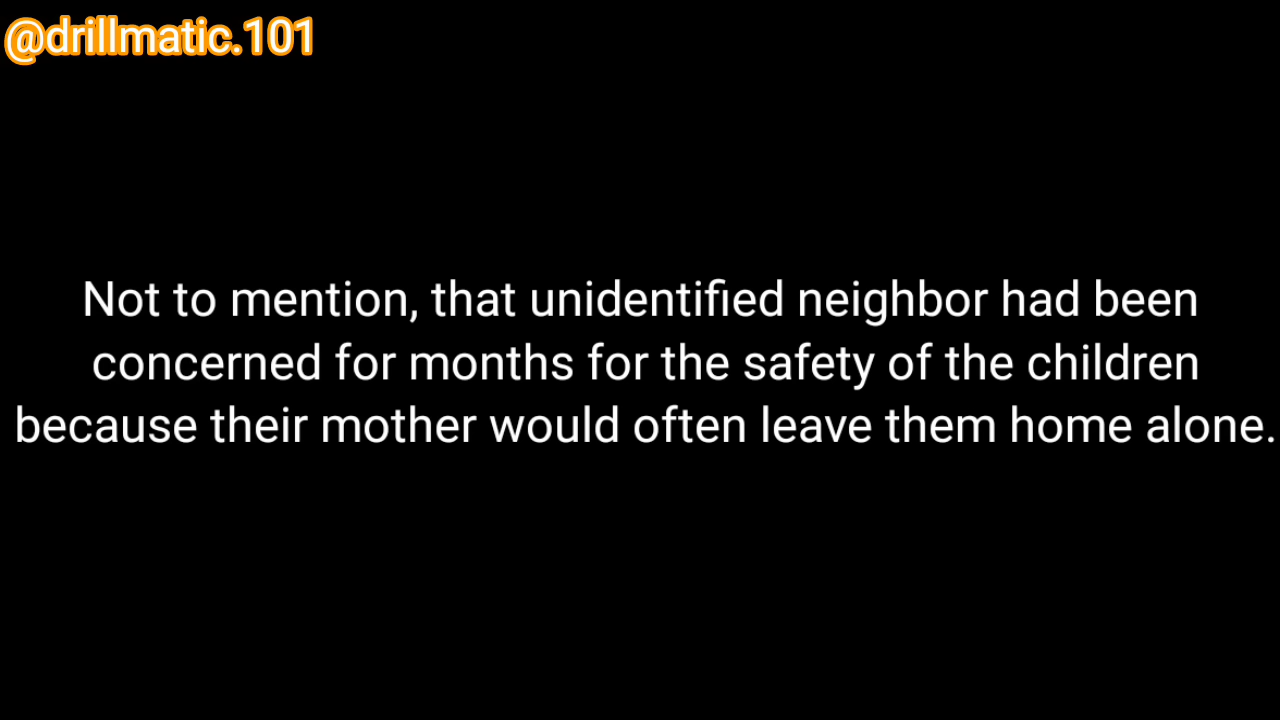 @drillmatic.101
Not to mention, that unidentified neighbor had been
concerned for months for the safety of the children
because their mother would often leave them home alone.